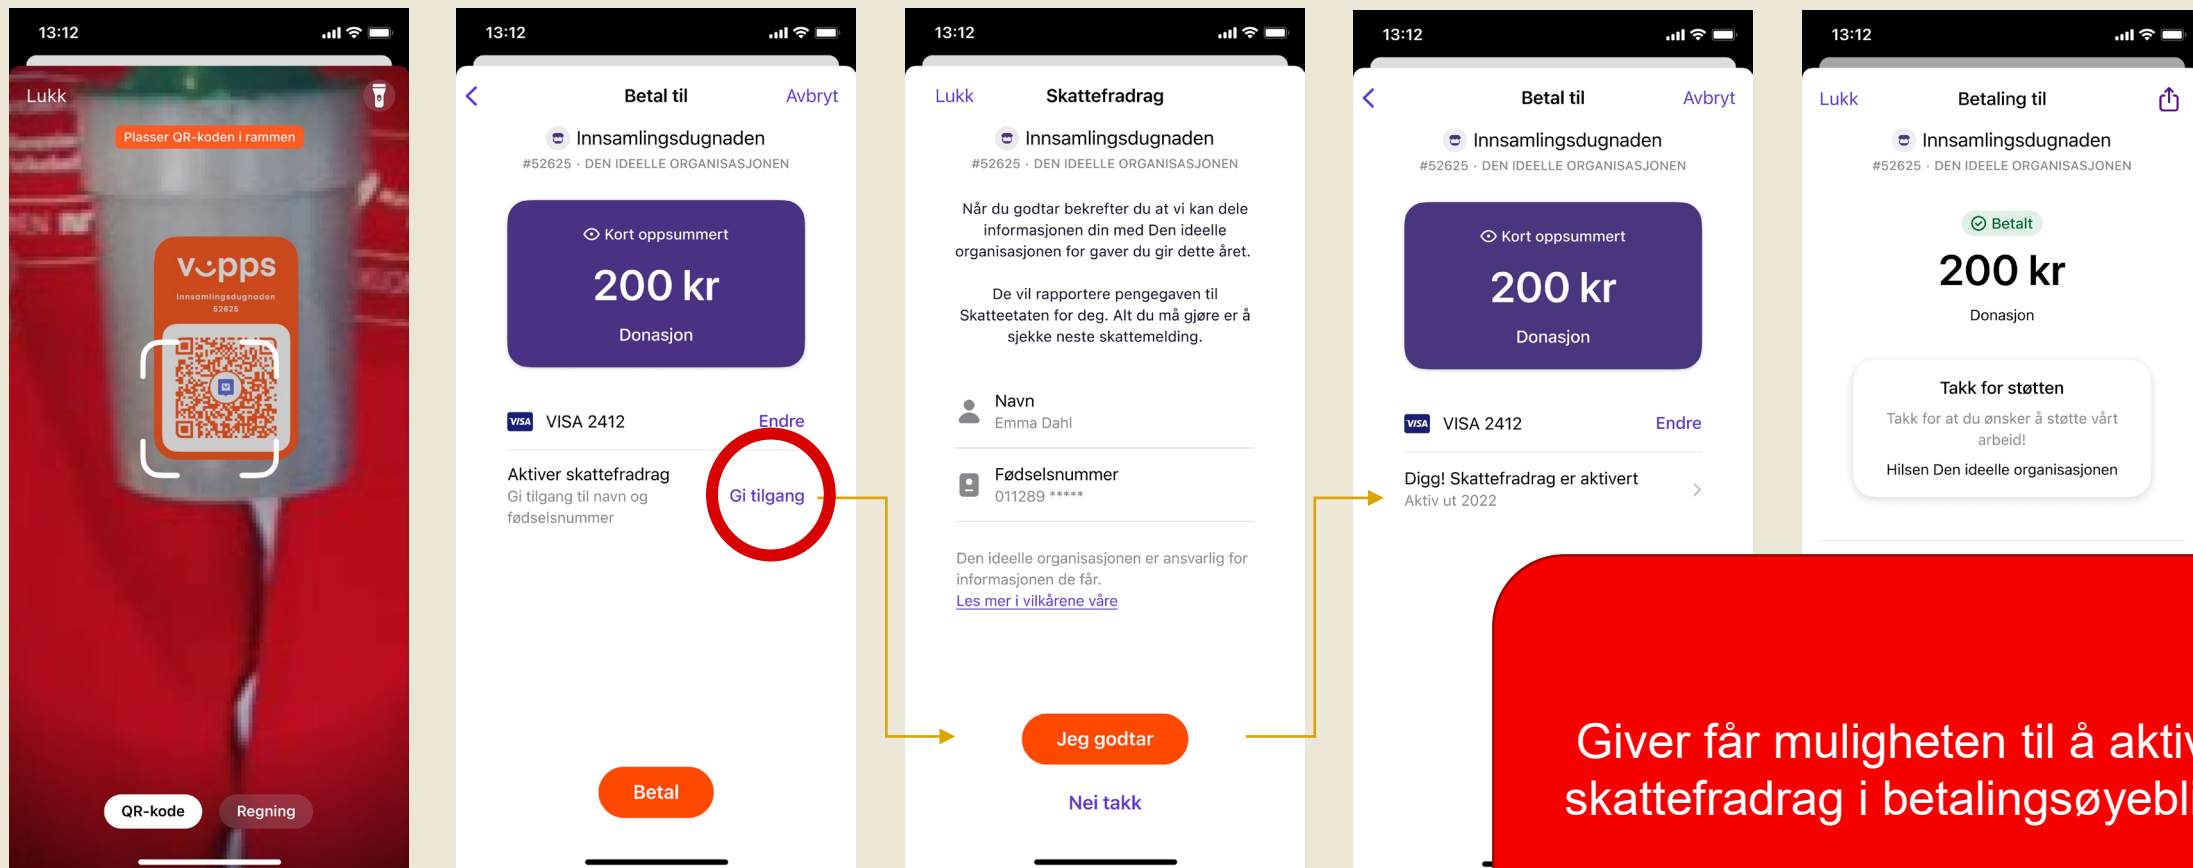 13:12
Lukk
Plasser QR-koden i rammen
vipps
Innsamlingsdugnaden
52625
QR-kode
Regning
13:12
Betal til
Avbryt
Innsamlingsdugnaden
#52625 · DEN IDEELLE ORGANISASJONEN
Kort oppsummert
200 kr
Donasjon
VISA VISA 2412
Endre
Aktiver skattefradrag
Gi tilgang til navn og
fødselsnummer
Gi tilgang
Betal
13:12
Lukk
Skattefradrag
Innsamlingsdugnaden
#52625 · DEN IDEELLE ORGANISASJONEN
Når du godtar bekrefter du at vi kan dele
informasjonen din med Den ideelle
organisasjonen for gaver du gir dette året.
De vil rapportere pengegaven til
Skatteetaten for deg. Alt du må gjøre er å
sjekke neste skattemelding.
Navn
Emma Dahl
Fødselsnummer
011289 *****
Den ideelle organisasjonen er ansvarlig for
informasjonen de får.
Les mer i vilkårene våre
Jeg godtar
Nei takk
13:12
Betal til
Avbryt
Innsamlingsdugnaden
#52625 · DEN IDEELLE ORGANISASJONEN
Kort oppsummert
200 kr
Donasjon
VISA VISA 2412
Endre
Digg! Skattefradrag er aktivert
Aktiv ut 2022
13:12
Lukk
Betaling til
Innsamlingsdugnaden
#52625 · DEN IDEELE ORGANISASJONEN
Betalt
200 kr
Donasjon
Takk for støtten
Takk for at du ønsker å støtte vårt
arbeid!
Hilsen Den ideelle organisasjonen
Giver får muligheten til å aktiv
skattefradrag i betalingsøyebli